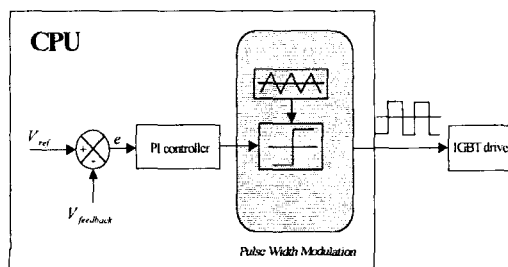 CPU
V_ref
+
-
e
PI controller
IGBT drive
V_feedback
Pulse Width Modulation